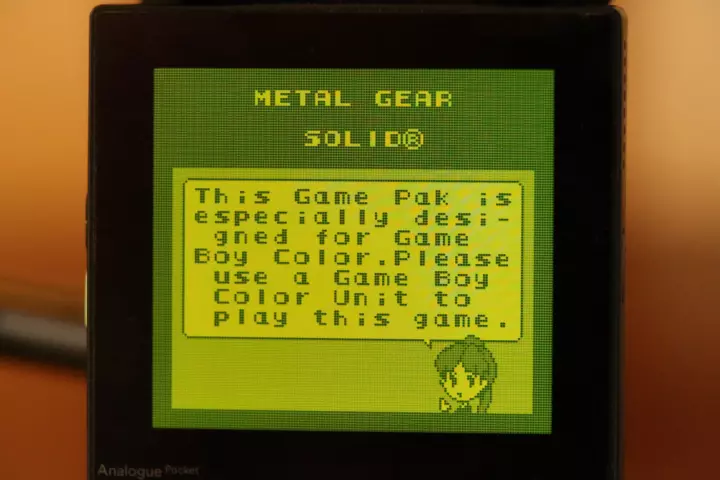 METAL GEAR
SOLID®
This Game Pak is
especially desi-
gned for Game
Boy Color.Please
use a Game Boy
Color Unit to
play this game.
Analogue Pocket